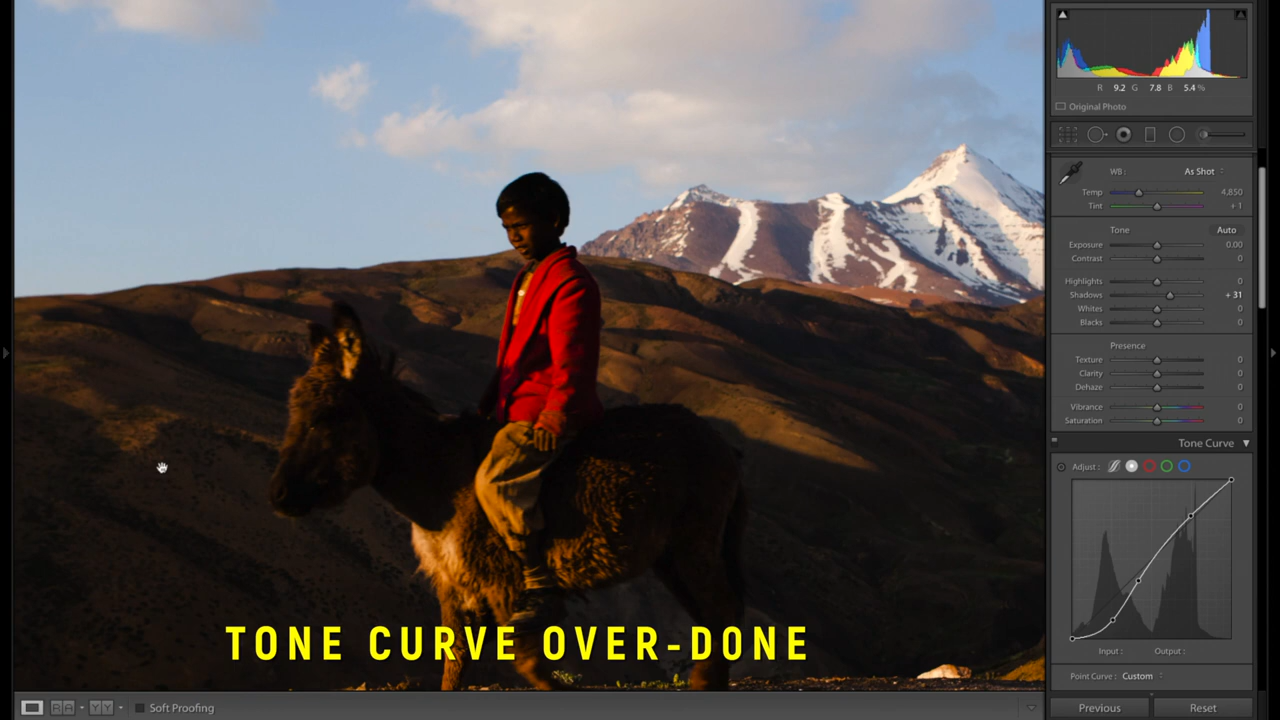 R 9.2 G 7.8 B 5.4 %
Original Photo
WB: As Shot
Temp 4,850
Tint + 1
Tone Auto
Exposure 0.00
Contrast 0
Highlights 0
Shadows + 31
Whites 0
Blacks 0
Presence
Texture 0
Clarity 0
Dehaze 0
Vibrance 0
Saturation 0
Tone Curve
Adjust :
Input : Output :
Point Curve : Custom
TONE CURVE OVER-DONE
RA YY Soft Proofing
Previous Reset